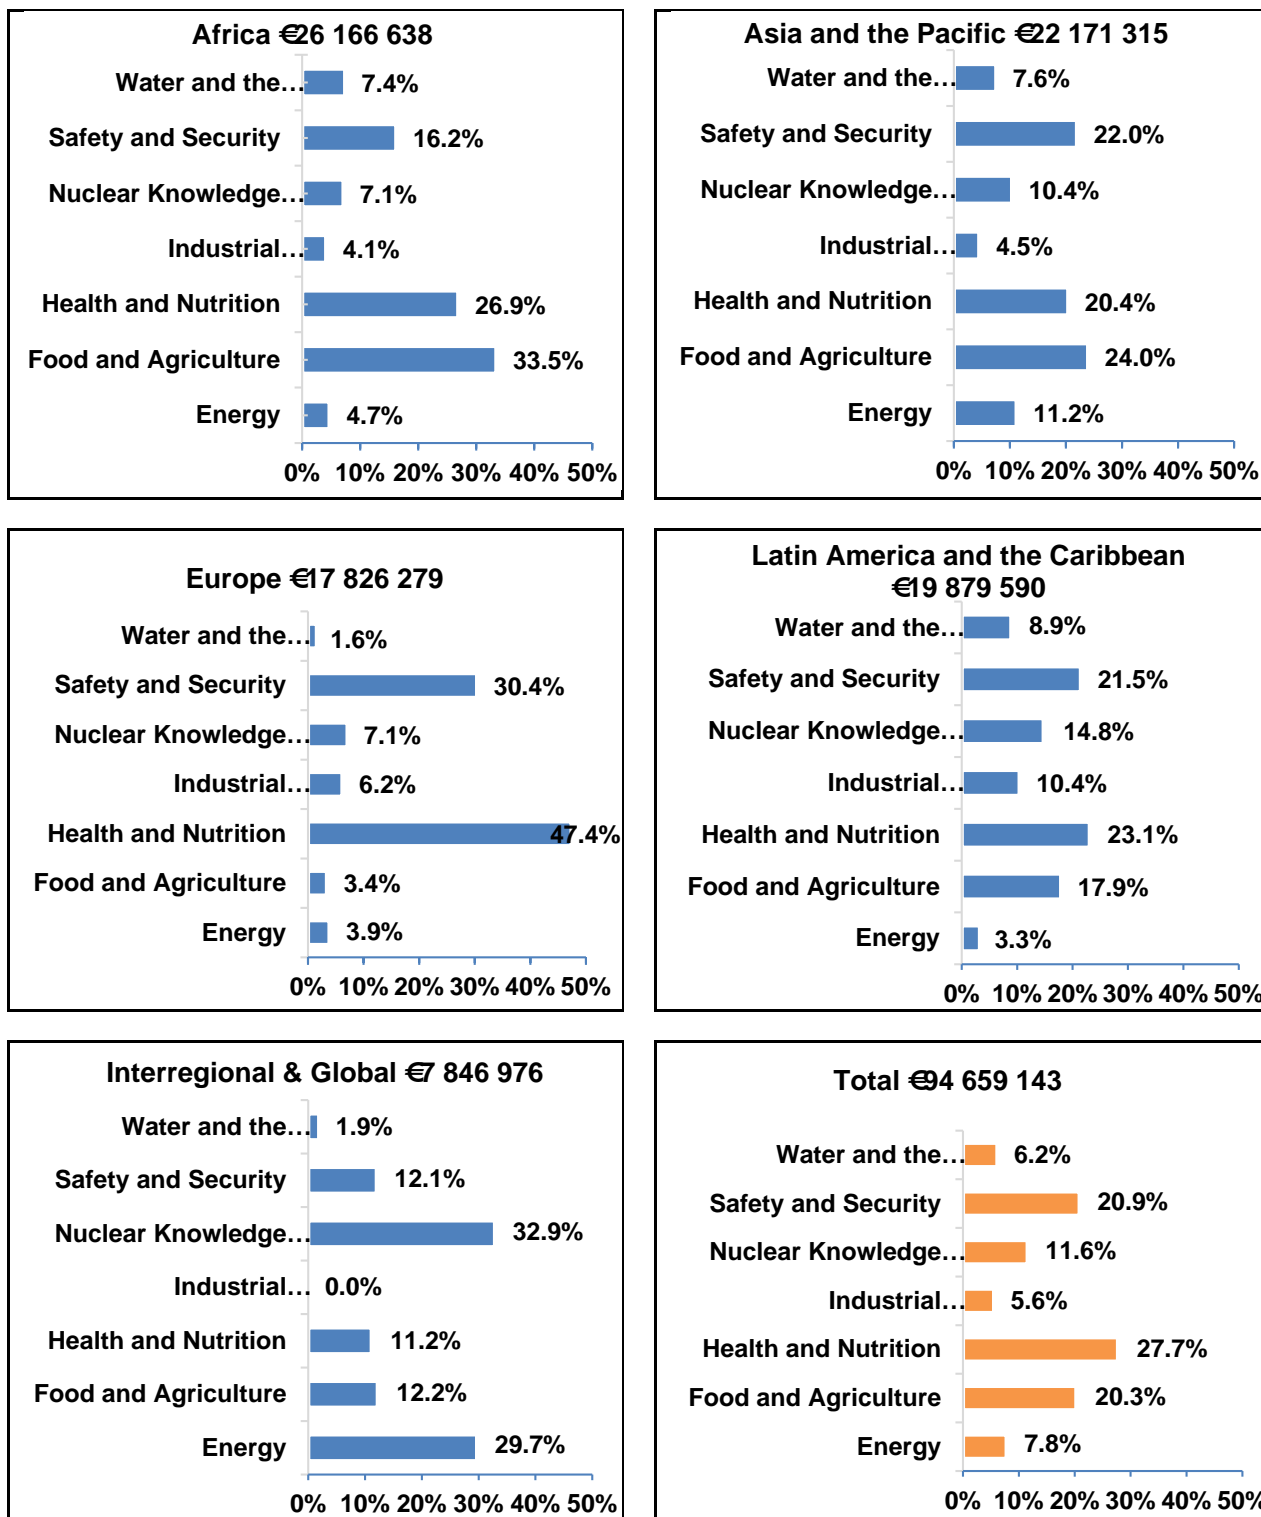 Africa €26 166 638
Water and the... 7.4%
Safety and Security 16.2%
Nuclear Knowledge... 7.1%
Industrial... 4.1%
Health and Nutrition 26.9%
Food and Agriculture 33.5%
Energy 4.7%
0% 10% 20% 30% 40% 50%
Asia and the Pacific €22 171 315
Water and the... 7.6%
Safety and Security 22.0%
Nuclear Knowledge... 10.4%
Industrial... 4.5%
Health and Nutrition 20.4%
Food and Agriculture 24.0%
Energy 11.2%
0% 10% 20% 30% 40% 50%
Europe €17 826 279
Water and the... 1.6%
Safety and Security 30.4%
Nuclear Knowledge... 7.1%
Industrial... 6.2%
Health and Nutrition 47.4%
Food and Agriculture 3.4%
Energy 3.9%
0% 10% 20% 30% 40% 50%
Latin America and the Caribbean
€19 879 590
Water and the... 8.9%
Safety and Security 21.5%
Nuclear Knowledge... 14.8%
Industrial... 10.4%
Health and Nutrition 23.1%
Food and Agriculture 17.9%
Energy 3.3%
0% 10% 20% 30% 40% 50%
Interregional & Global €7 846 976
Water and the... 1.9%
Safety and Security 12.1%
Nuclear Knowledge... 32.9%
Industrial... 0.0%
Health and Nutrition 11.2%
Food and Agriculture 12.2%
Energy 29.7%
0% 10% 20% 30% 40% 50%
Total €94 659 143
Water and the... 6.2%
Safety and Security 20.9%
Nuclear Knowledge... 11.6%
Industrial... 5.6%
Health and Nutrition 27.7%
Food and Agriculture 20.3%
Energy 7.8%
0% 10% 20% 30% 40% 50%